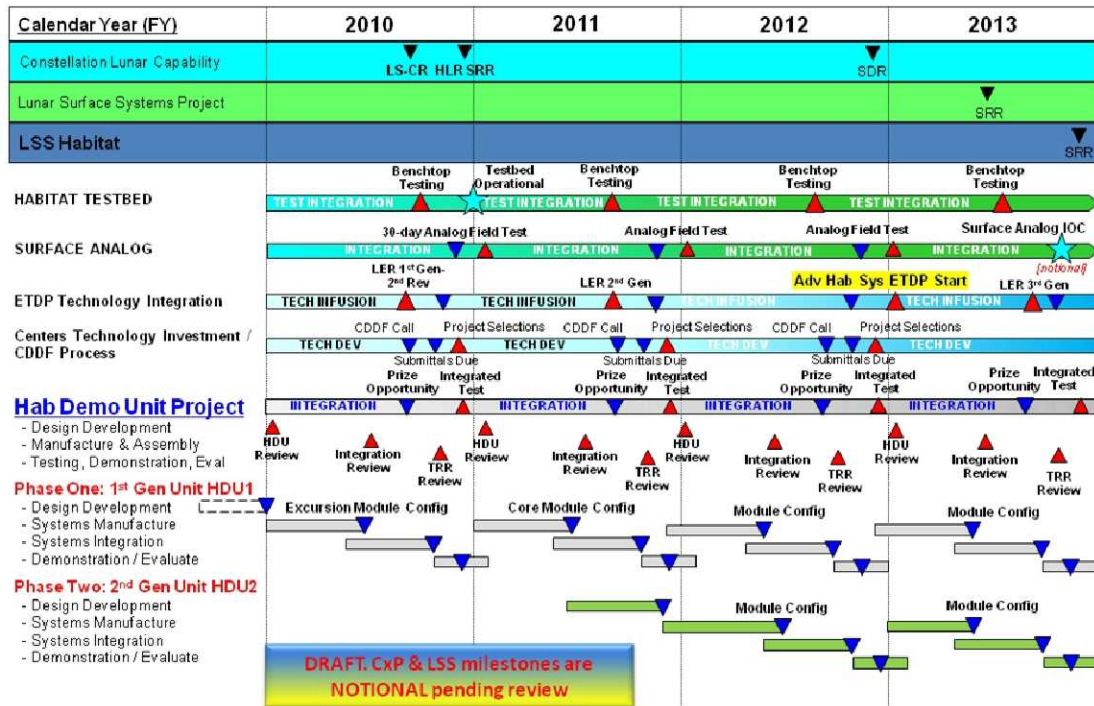 Calendar Year (FY) 2010 2011 2012 2013
Constellation Lunar Capability
LS-CR HLR SRR SDR
Lunar Surface Systems Project
SRR
LSS Habitat
SRR
Benchtop Testing
Testbed Operational
Benchtop Testing
Benchtop Testing
Benchtop Testing
HABITAT TESTBED
TEST INTEGRATION TEST INTEGRATION TEST INTEGRATION TEST INTEGRATION
30-day Analog Field Test Analog Field Test Analog Field Test Surface Analog IOC
SURFACE ANALOG
INTEGRATION INTEGRATION INTEGRATION INTEGRATION
[notional]
LER 1st Gen-
2nd Rev
LER 2nd Gen
Adv Hab Sys ETDP Start
LER 3rd Gen
ETDP Technology Integration
TECH INFUSION TECH INFUSION TECH INFUSION TECH INFUSION
Centers Technology Investment /
CDDF Process
CDDF Call Project Selections CDDF Call Project Selections CDDF Call Project Selections
TECH DEV TECH DEV TECH DEV TECH DEV
Submittals Due Submittals Due Submittals Due
Prize Opportunity Integrated Test Prize Opportunity Integrated Test Prize Opportunity Integrated Test Prize Opportunity Integrated Test
Hab Demo Unit Project
INTEGRATION INTEGRATION INTEGRATION INTEGRATION
- Design Development
- Manufacture & Assembly
- Testing, Demonstration, Eval
HDU Review Integration Review TRR Review HDU Review Integration Review TRR Review HDU Review Integration Review TRR Review HDU Review Integration Review TRR Review
Phase One: 1st Gen Unit HDU1
- Design Development
- Systems Manufacture
- Systems Integration
- Demonstration / Evaluate
Excursion Module Config Core Module Config Module Config Module Config
Phase Two: 2nd Gen Unit HDU2
- Design Development
- Systems Manufacture
- Systems Integration
- Demonstration / Evaluate
Module Config Module Config
DRAFT. CxP & LSS milestones are
NOTIONAL pending review